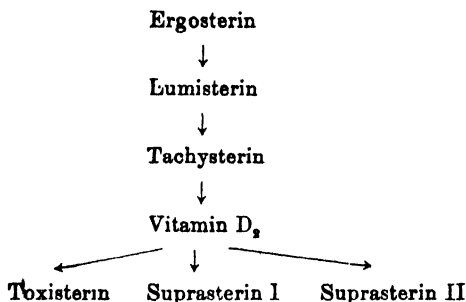 Ergosterin
↓
Lumisterin
↓
Tachysterin
↓
Vitamin D₂
Toxisterin Suprasterin I Suprasterin II